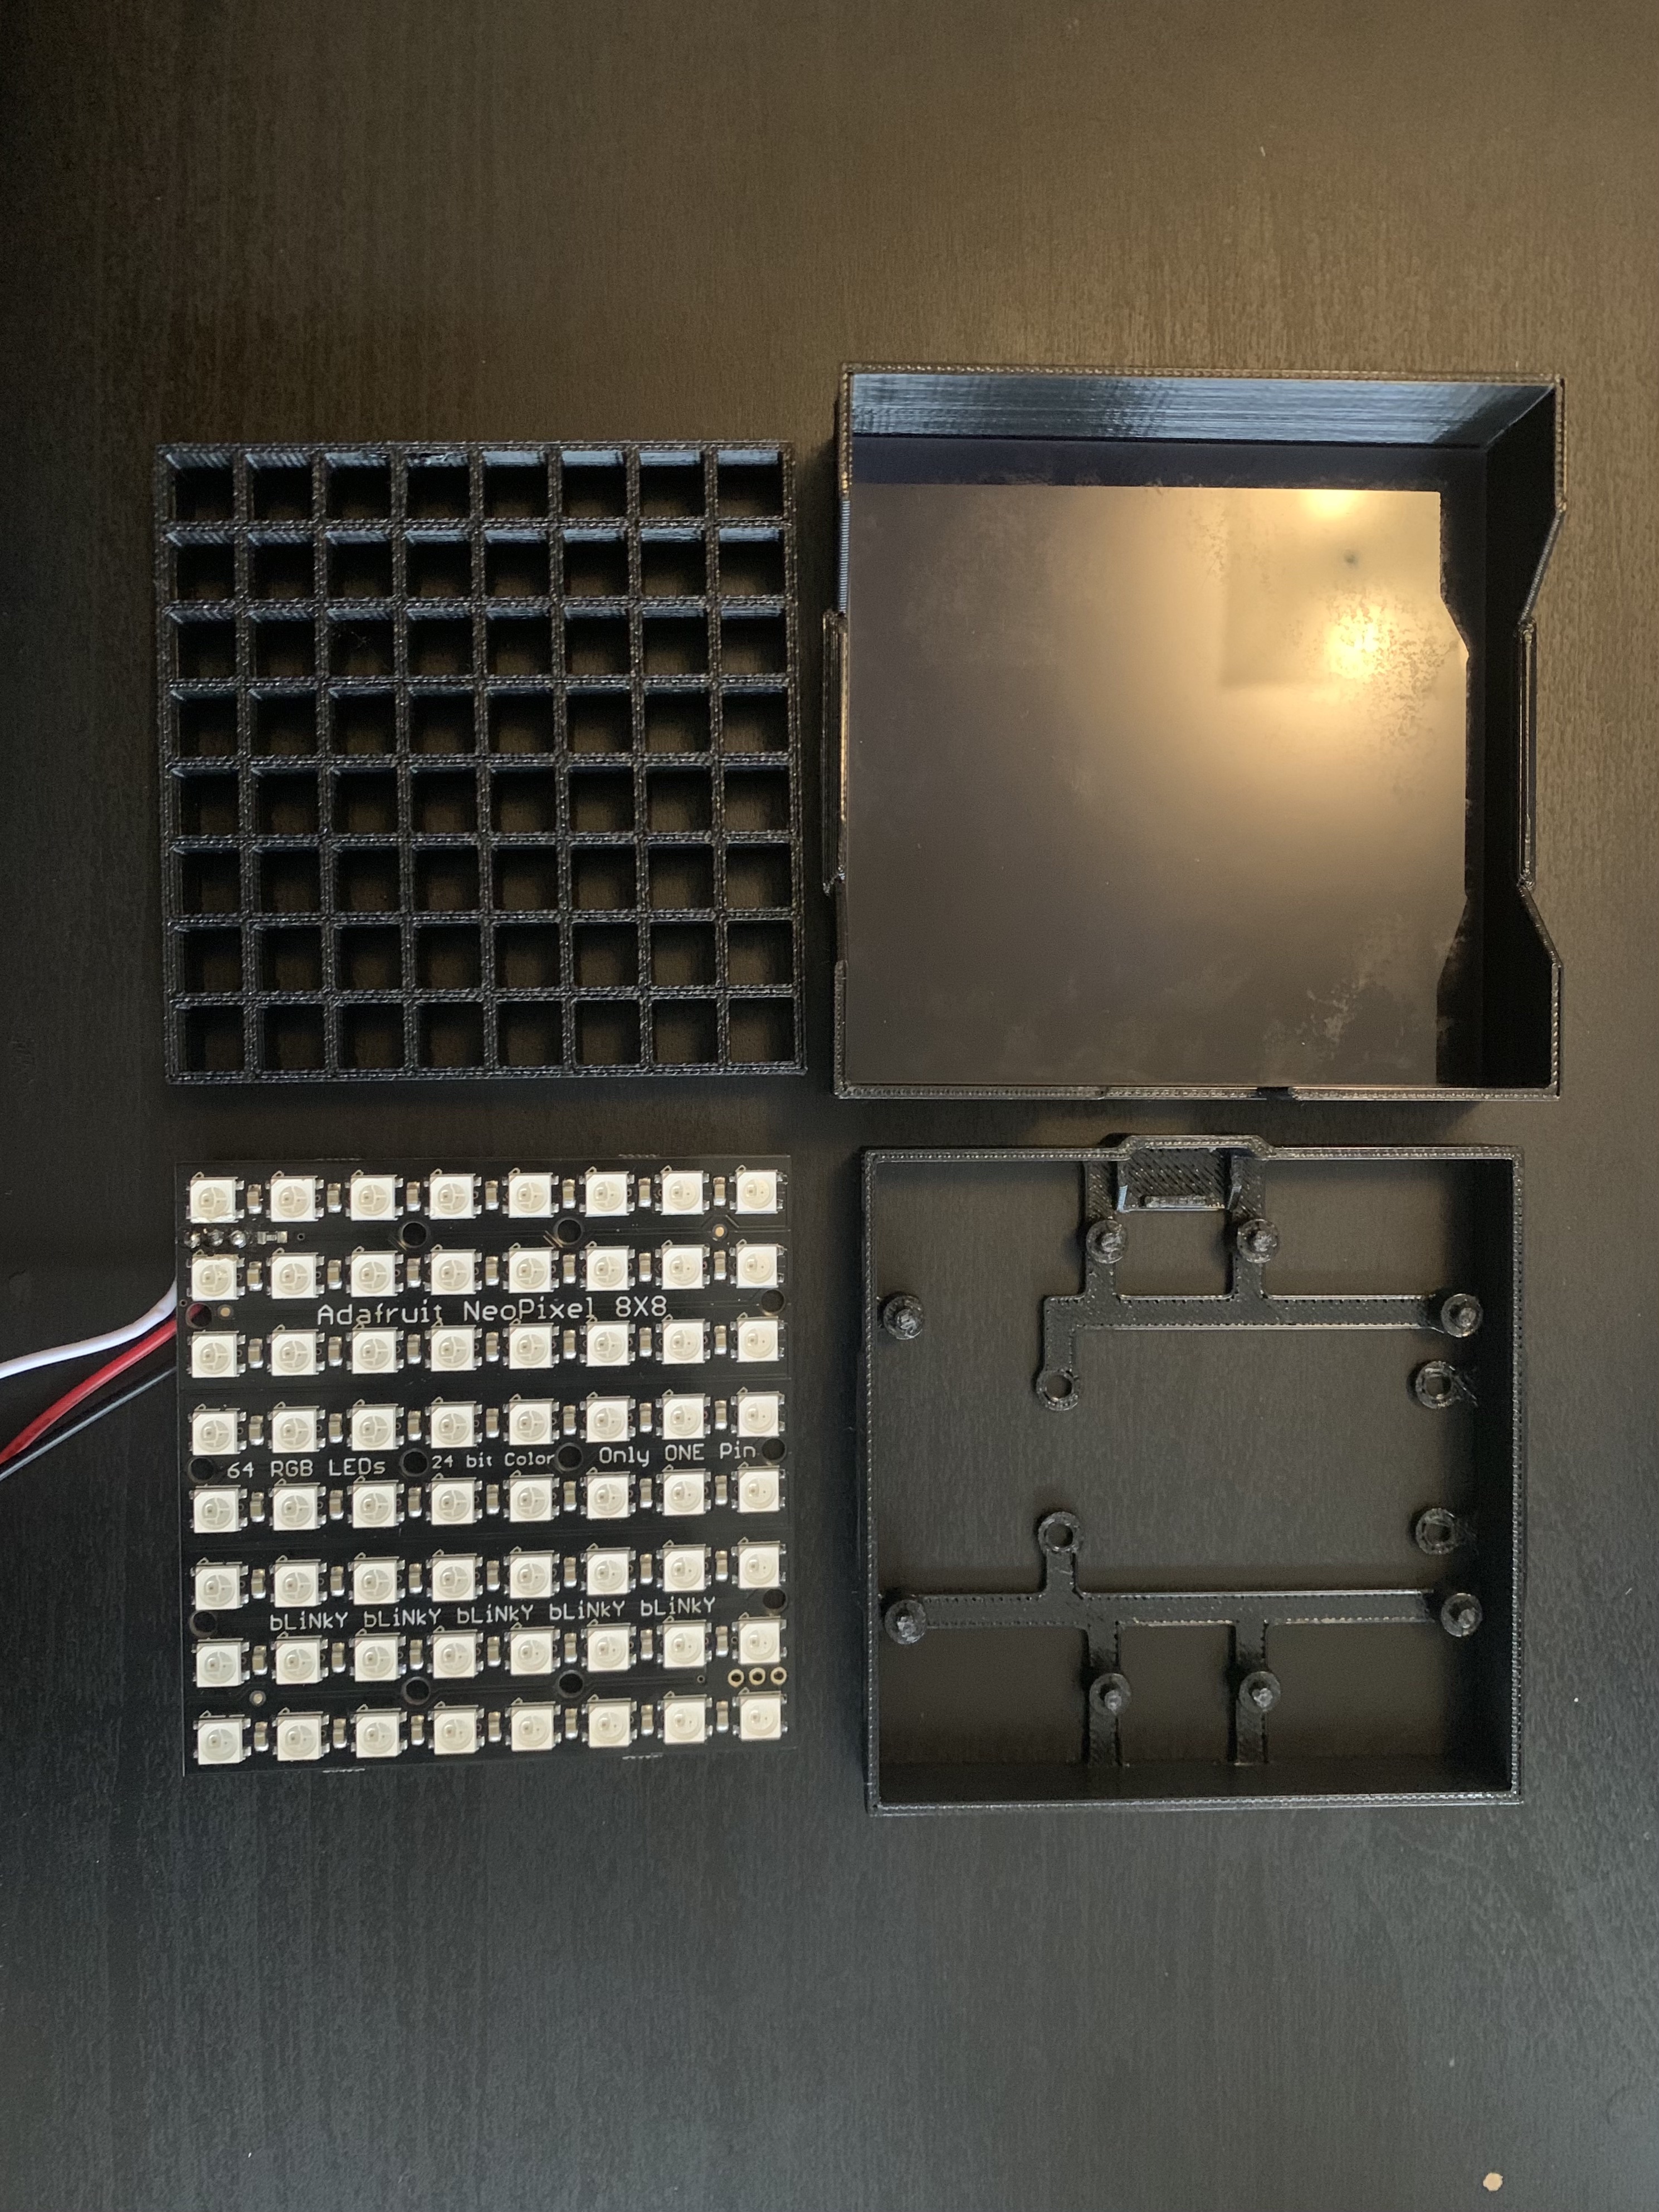 Adafruit NeoPixel 8X8
64 RGB LEDs 24 bit Color Only ONE Pin
bLiNkY bLiNkY bLiNkY bLiNkY bLiNkY